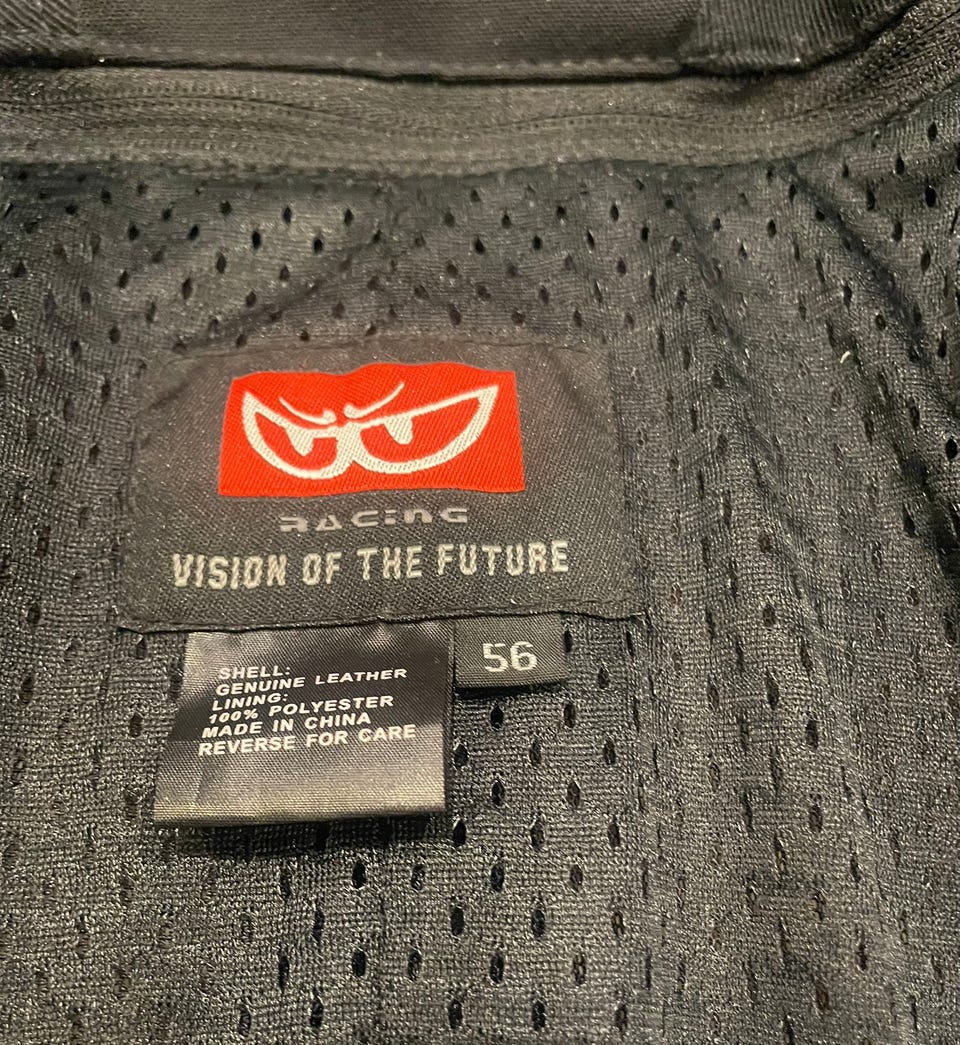 RACING
VISION OF THE FUTURE
56
SHELL:
GENUINE LEATHER
LINING:
100% POLYESTER
MADE IN CHINA
REVERSE FOR CARE